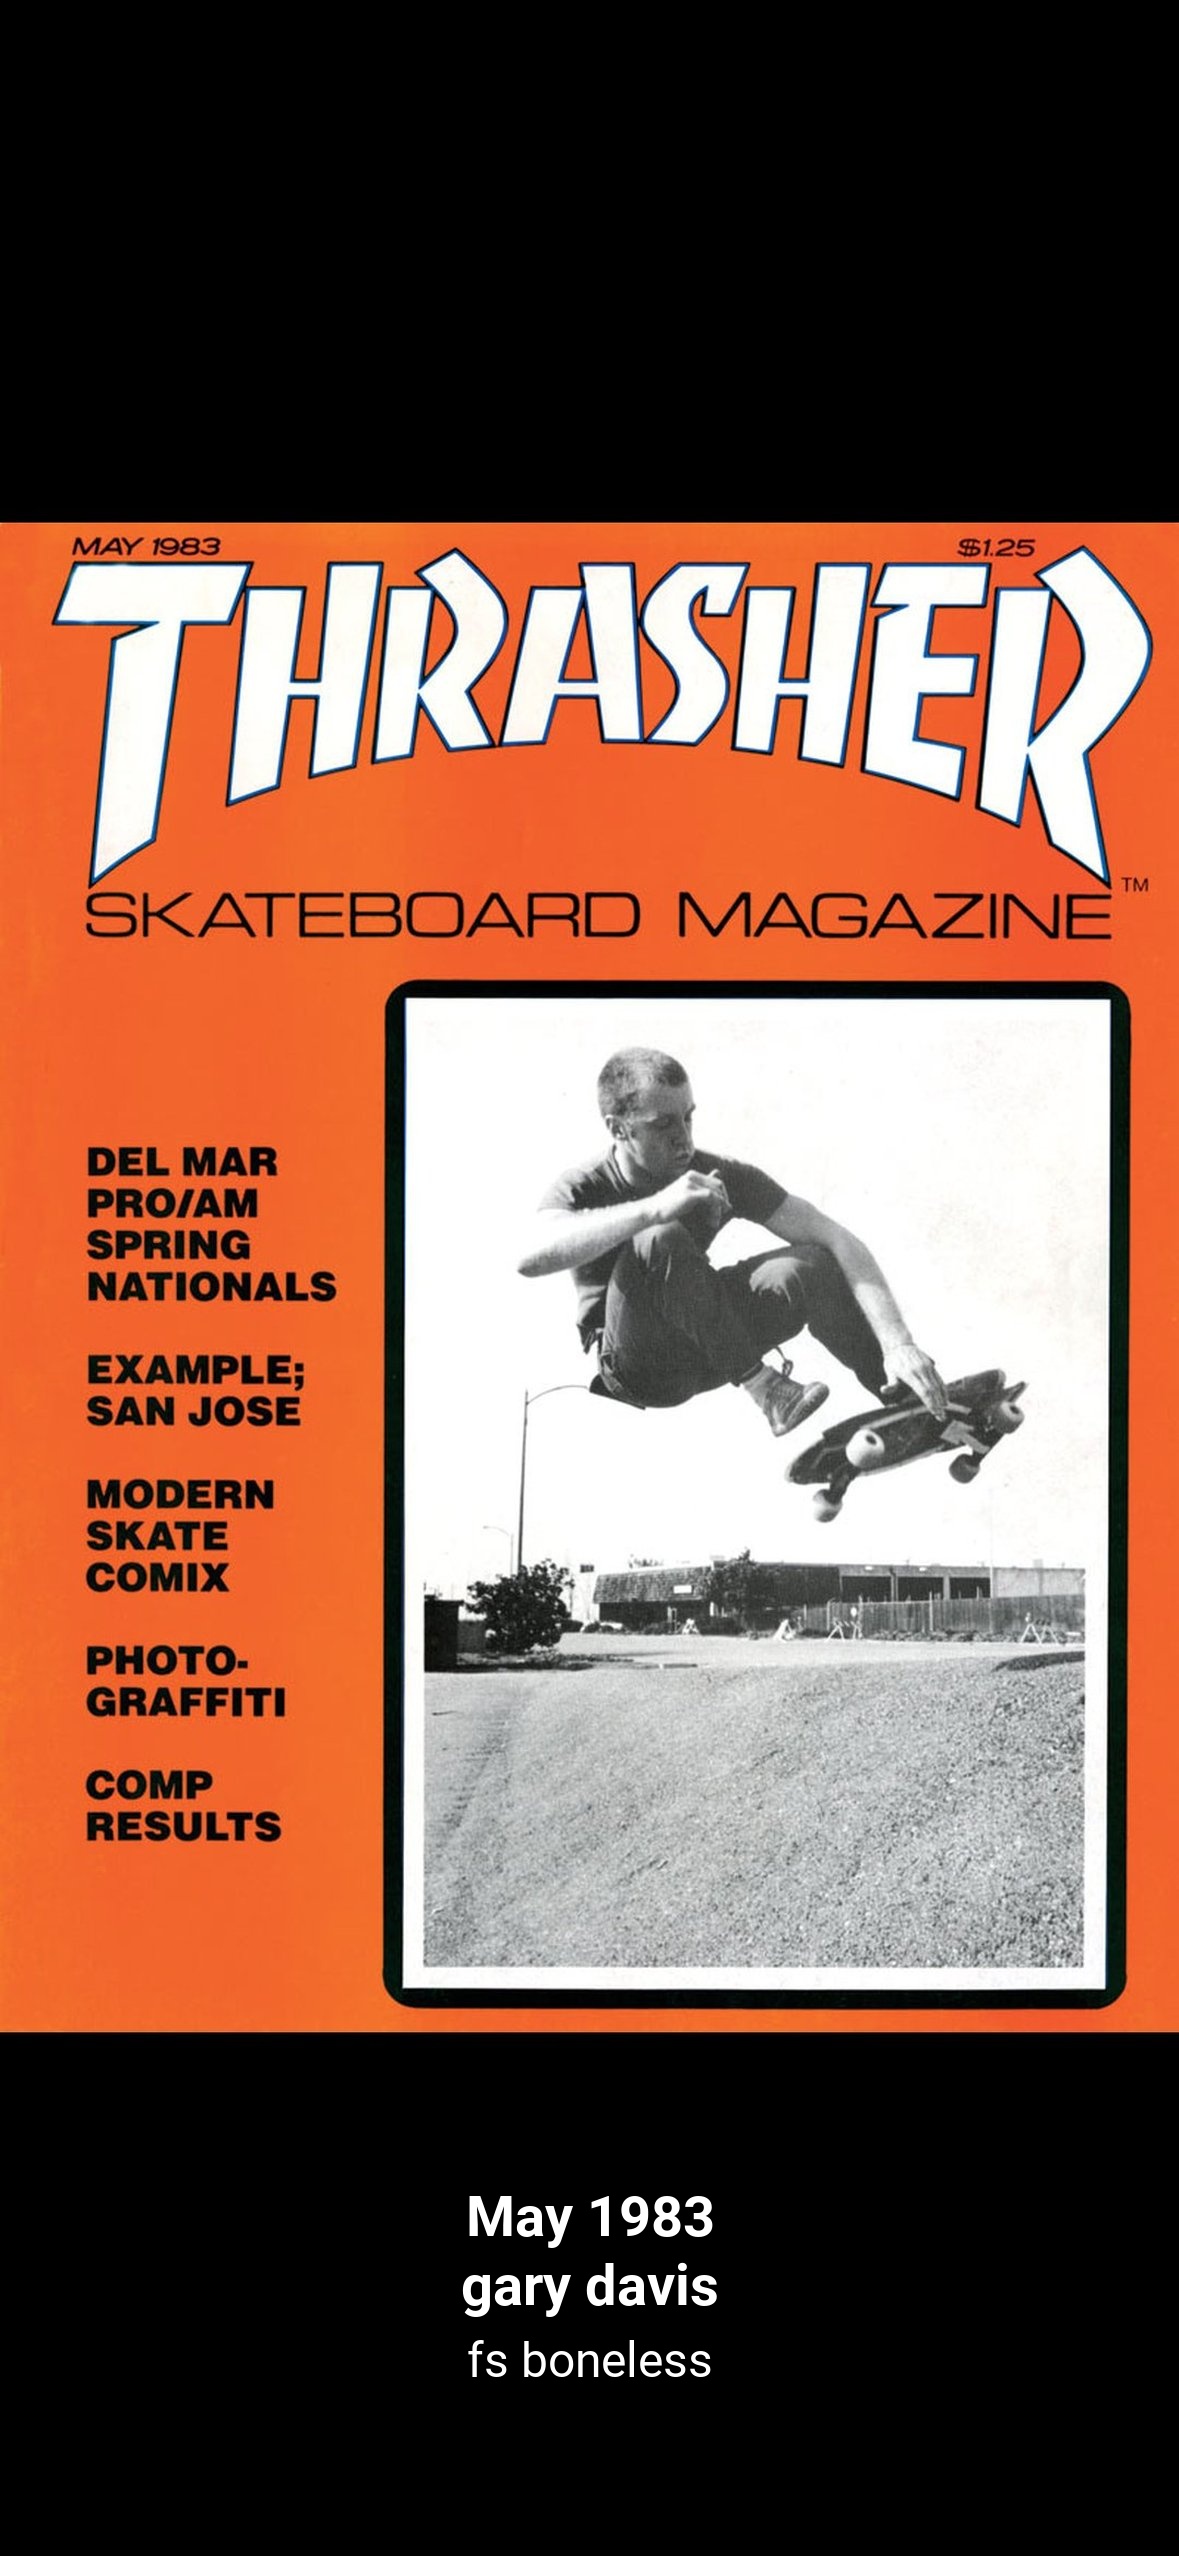 MAY 1983
$1.25
THRASHER
TM
SKATEBOARD MAGAZINE
DEL MAR
PRO/AM
SPRING
NATIONALS
EXAMPLE;
SAN JOSE
MODERN
SKATE
COMIX
PHOTO-
GRAFFITI
COMP
RESULTS
May 1983
gary davis
fs boneless